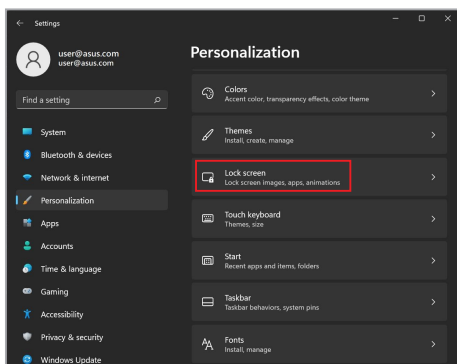 Settings
user@asus.com
user@asus.com
Find a setting
System
Bluetooth & devices
Network & internet
Personalization
Apps
Accounts
Time & language
Gaming
Accessibility
Privacy & security
Windows Update
Personalization
Colors
Accent color, transparency effects, color theme
Themes
Install, create, manage
Lock screen
Lock screen images, apps, animations
Touch keyboard
Themes, size
Start
Recent apps and items, folders
Taskbar
Taskbar behaviors, system pins
Fonts
Install, manage